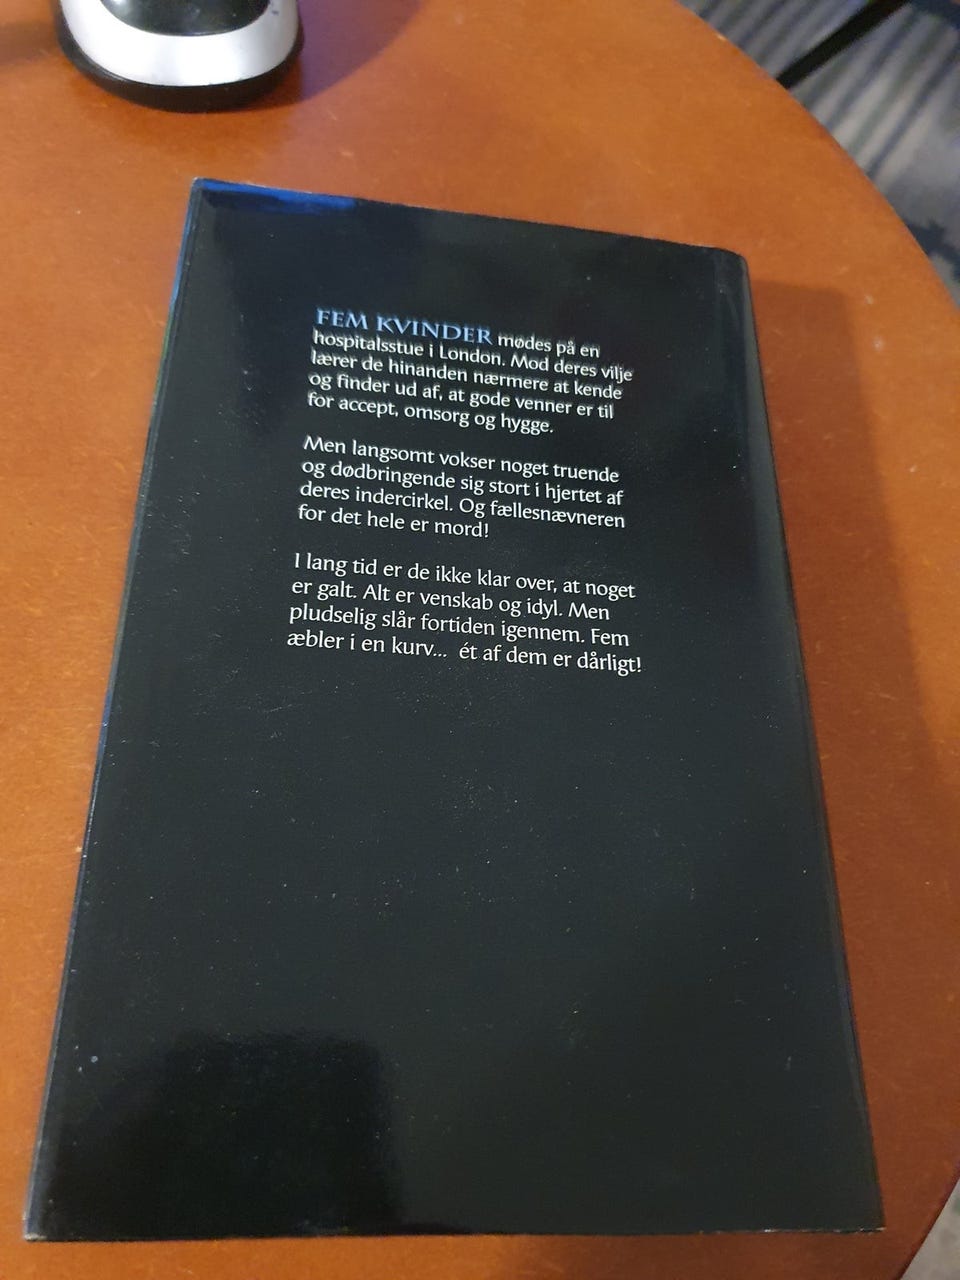 FEM KVINDER mødes på en
hospitalsstue i London. Mod deres vilje
lærer de hinanden nærmere at kende
og finder ud af, at gode venner er til
for accept, omsorg og hygge.
Men langsomt vokser noget truende
og dødbringende sig stort i hjertet af
deres indercirkel. Og fællesnævneren
for det hele er mord!
I lang tid er de ikke klar over, at noget
er galt. Alt er venskab og idyl. Men
pludselig slår fortiden igennem. Fem
æbler i en kurv... ét af dem er dårligt!